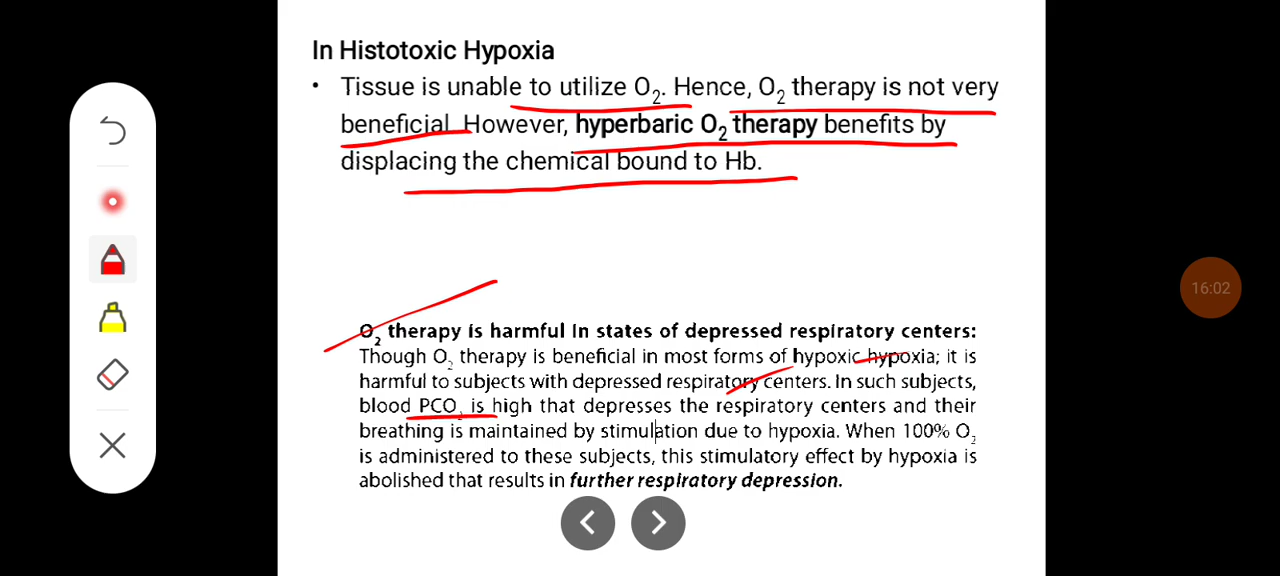 In Histotoxic Hypoxia
• Tissue is unable to utilize O₂. Hence, O₂ therapy is not very
beneficial. However, hyperbaric O₂ therapy benefits by
displacing the chemical bound to Hb.
16:02
O₂ therapy is harmful in states of depressed respiratory centers:
Though O₂ therapy is beneficial in most forms of hypoxic hypoxia; it is
harmful to subjects with depressed respiratory centers. In such subjects,
blood PCO₂ is high that depresses the respiratory centers and their
breathing is maintained by stimulation due to hypoxia. When 100% O₂
is administered to these subjects, this stimulatory effect by hypoxia is
abolished that results in further respiratory depression.